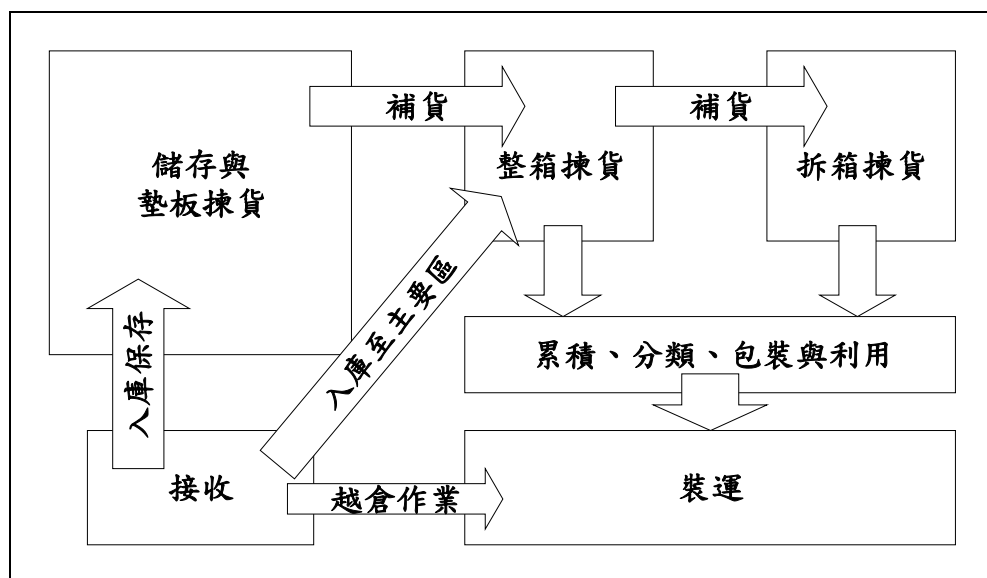 補貨
補貨
儲存與
墊板揀貨
整箱揀貨
拆箱揀貨
入庫保存
入庫至主要區
累積、分類、包裝與利用
接收
越倉作業
裝運